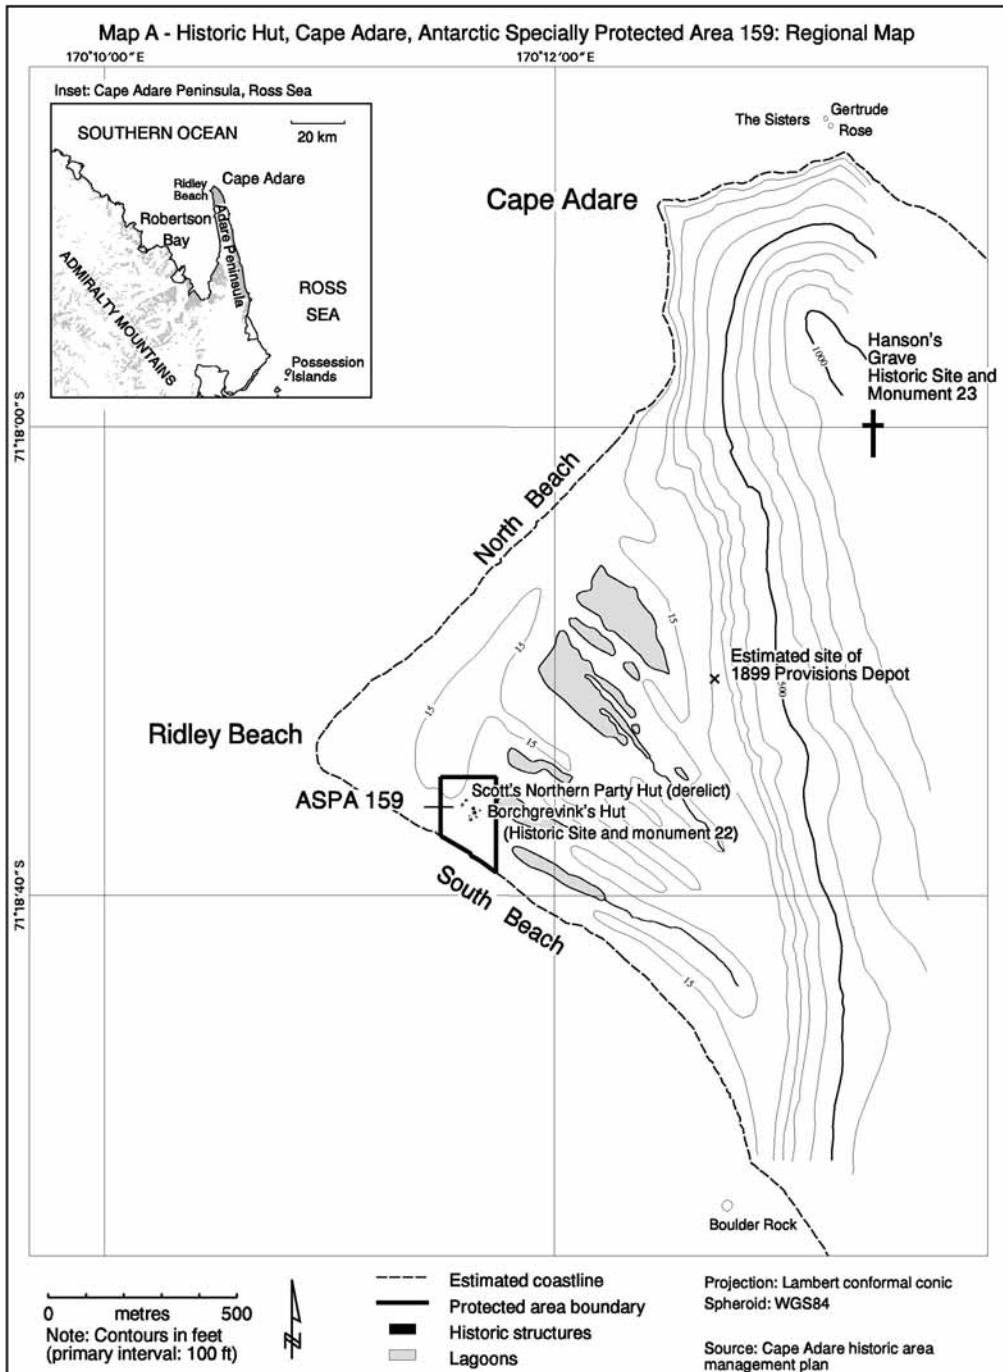 Map A - Historic Hut, Cape Adare, Antarctic Specially Protected Area 159: Regional Map
170°10'00"E
170°12'00"E
Inset: Cape Adare Peninsula, Ross Sea
SOUTHERN OCEAN
20 km
Ridley
Beach
Cape Adare
Robertson
Bay
Adare Peninsula
ADMIRALTY MOUNTAINS
ROSS
SEA
Possession
Islands
The Sisters
Gertrude
Rose
Cape Adare
1000
Hanson's
Grave
Historic Site and
Monument 23
71°18'00"S
North Beach
15
15
15
15
Estimated site of
1899 Provisions Depot
500
Ridley Beach
ASPA 159
Scott's Northern Party Hut (derelict)
Borchgrevink's Hut
(Historic Site and monument 22)
71°18'40"S
South Beach
15
Boulder Rock
0 metres 500
Note: Contours in feet
(primary interval: 100 ft)
N
Estimated coastline
Protected area boundary
Historic structures
Lagoons
Projection: Lambert conformal conic
Spheroid: WGS84
Source: Cape Adare historic area
management plan